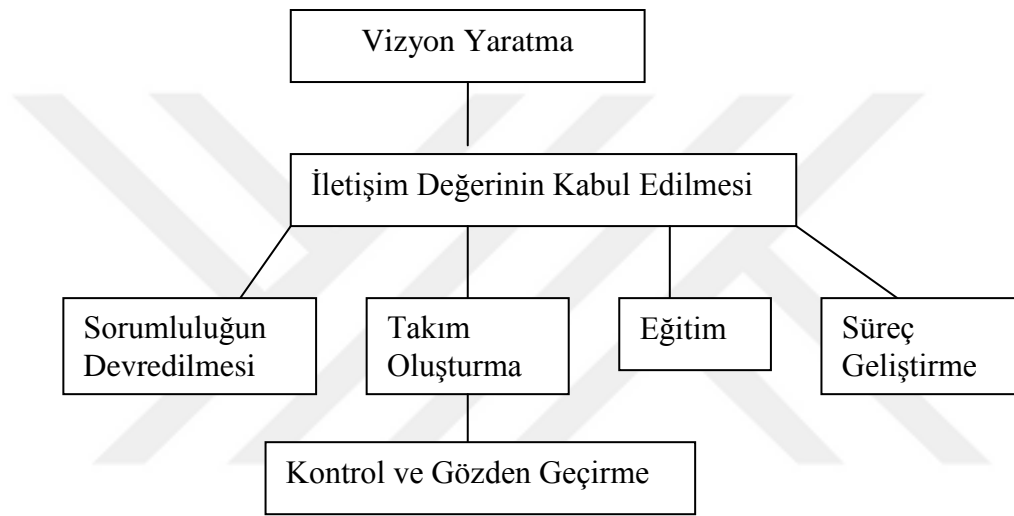 Vizyon Yaratma
İletişim Değerinin Kabul Edilmesi
Sorumluluğun
Devredilmesi
Takım
Oluşturma
Eğitim
Süreç
Geliştirme
Kontrol ve Gözden Geçirme